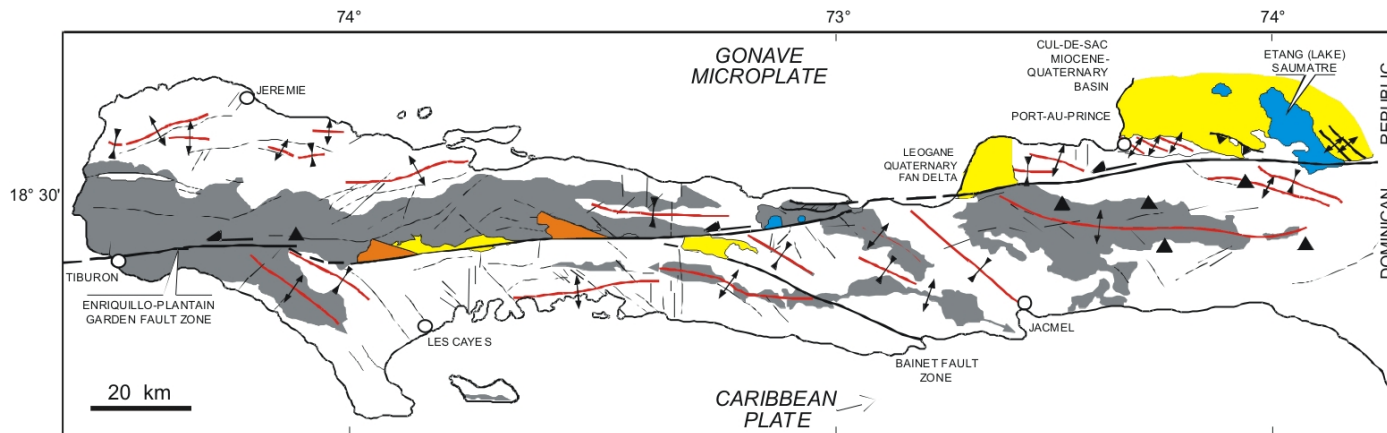 74°
73°
74°
GONAVE
MICROPLATE
CUL-DE-SAC
MIOCENE-
QUATERNARY
BASIN
ETANG (LAKE)
SAUMATRE
REPUBLIC
JEREMIE
PORT-AU-PRINCE
LEOGANE
QUATERNARY
FAN DELTA
18° 30'
DOMINICAN
TIBURON
ENRIQUILLO-PLANTAIN
GARDEN FAULT ZONE
LES CAYES
JACMEL
BAINET FAULT
ZONE
20 km
CARIBBEAN
PLATE